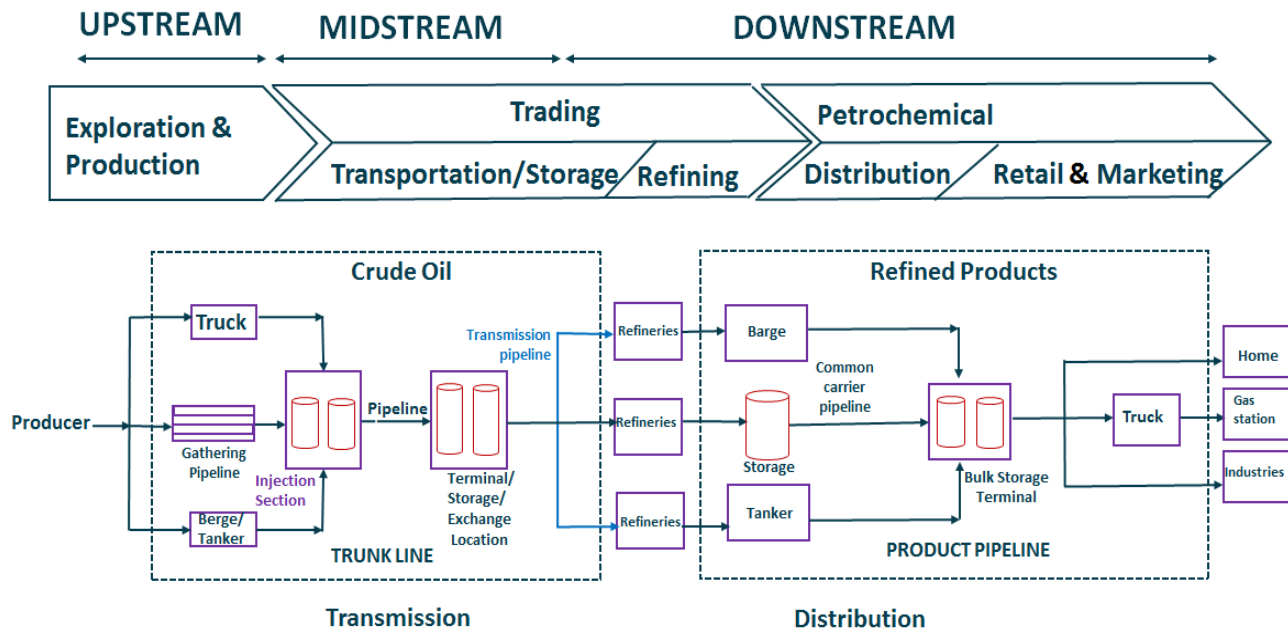 UPSTREAM
MIDSTREAM
DOWNSTREAM
Exploration &
Production
Trading
Transportation/Storage
Refining
Petrochemical
Distribution
Retail & Marketing
Crude Oil
Refined Products
Producer
Truck
Gathering
Pipeline
Berge/
Tanker
Injection
Section
Pipeline
Terminal/
Storage/
Exchange
Location
TRUNK LINE
Transmission
pipeline
Refineries
Refineries
Refineries
Barge
Storage
Tanker
Common
carrier
pipeline
Bulk Storage
Terminal
PRODUCT PIPELINE
Truck
Home
Gas
station
Industries
Transmission
Distribution